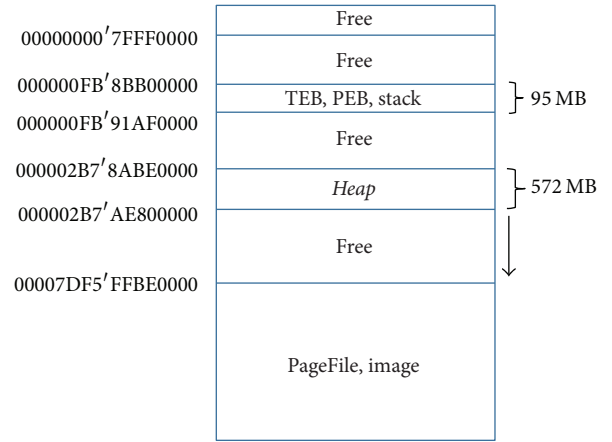 Free
00000000′7FFF0000
Free
000000FB′8BB00000
TEB, PEB, stack
95 MB
000000FB′91AF0000
Free
000002B7′8ABE0000
Heap
572 MB
000002B7′AE800000
Free
00007DF5′FFBE0000
PageFile, image